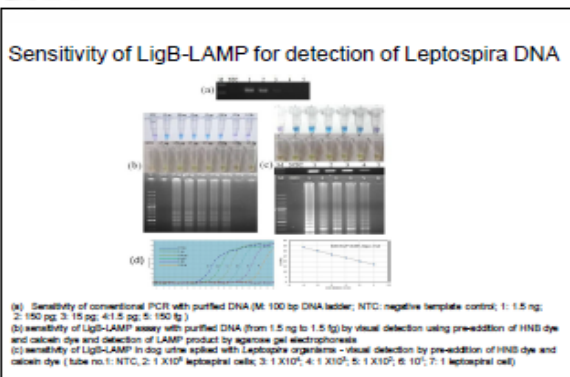 Sensitivity of LigB-LAMP for detection of Leptospira DNA
(a)
(b)
(c)
(d)
(a) Sensitivity of conventional PCR with purified DNA (M: 100 bp DNA ladder; NTC: negative template control; 1: 1.5 ng;
2: 150 pg; 3: 15 pg; 4:1.5 pg; 5: 150 fg )
(b) sensitivity of LigB-LAMP assay with purified DNA (from 1.5 ng to 1.5 fg) by visual detection using pre-addition of HNB dye
and calcein dye and detection of LAMP product by agarose gel electrophoresis
(c) sensitivity of LigB-LAMP in dog urine spiked with Leptospira organisms - visual detection by pre-addition of HNB dye and
calcein dye ( tube no.1: NTC, 2: 1 X10⁵ leptospiral cells; 3: 1 X10⁴; 4: 1 X10³; 5: 1 X10²; 6: 10¹; 7: 1 leptospiral cell)